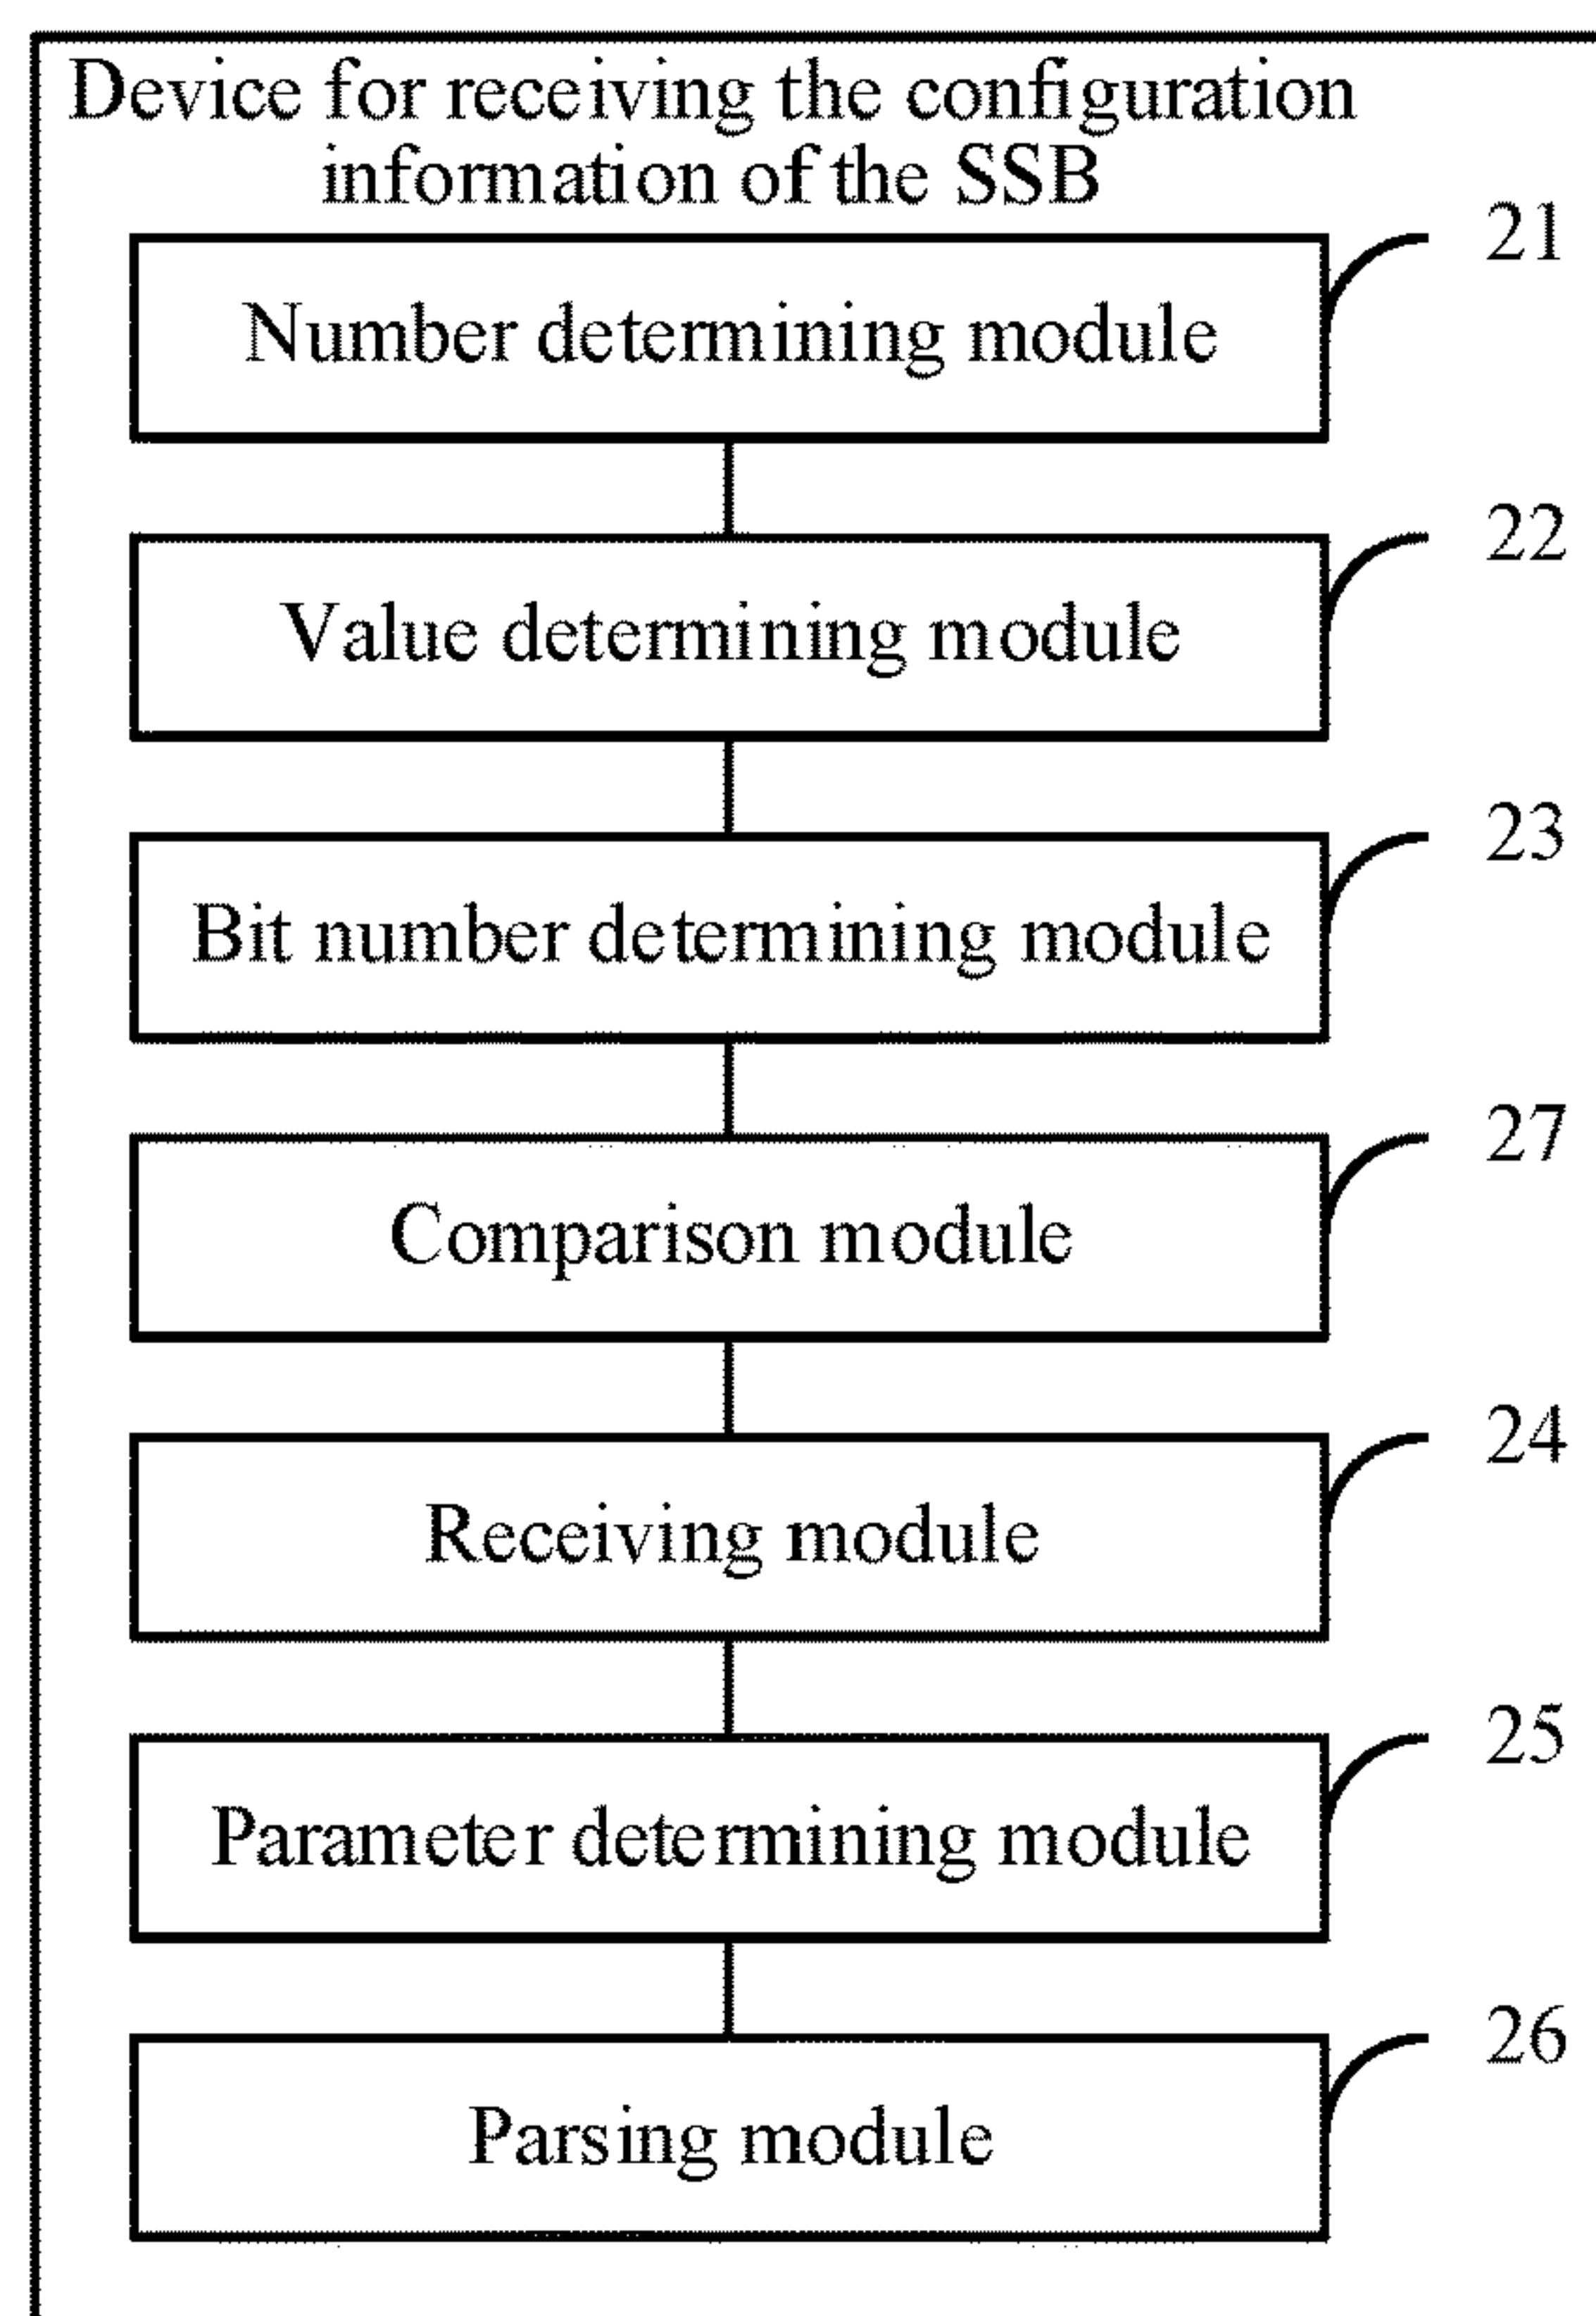 Device for receiving the configuration
information of the SSB
21
Number determining module
22
Value determining module
23
Bit number determining module
27
Comparison module
24
Receiving module
25
Parameter determining module
26
Parsing module